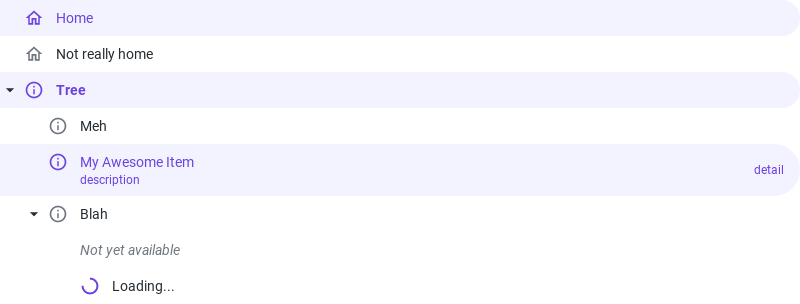 Home
Not really home
Tree
Meh
My Awesome Item
description
detail
Blah
Not yet available
Loading...